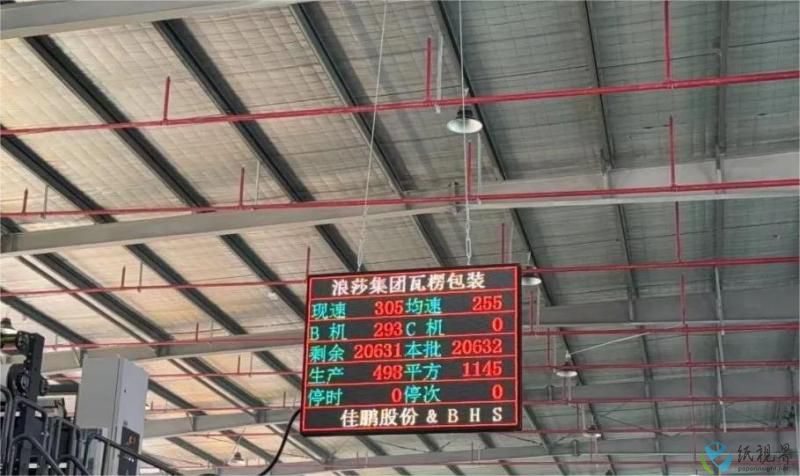 浪莎集团瓦楞包装
现速 305 均速 255
B 机 293 C 机 0
剩余 20631 本批 20632
生产 498 平方 1145
停时 0 停次 0
佳鹏股份 & B H S
纸视界
paperinsight.net